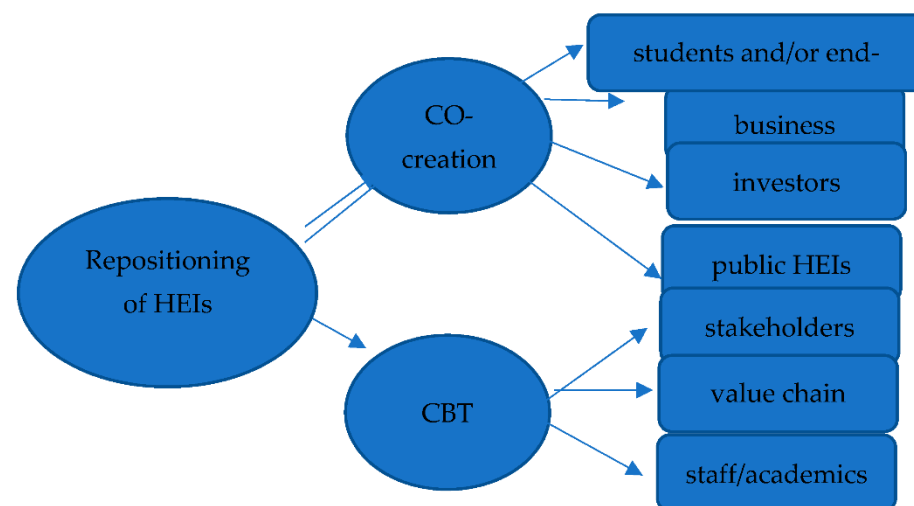 students and/or end-
CO-
creation
business
investors
Repositioning
of HEIs
public HEIs
stakeholders
CBT
value chain
staff/academics